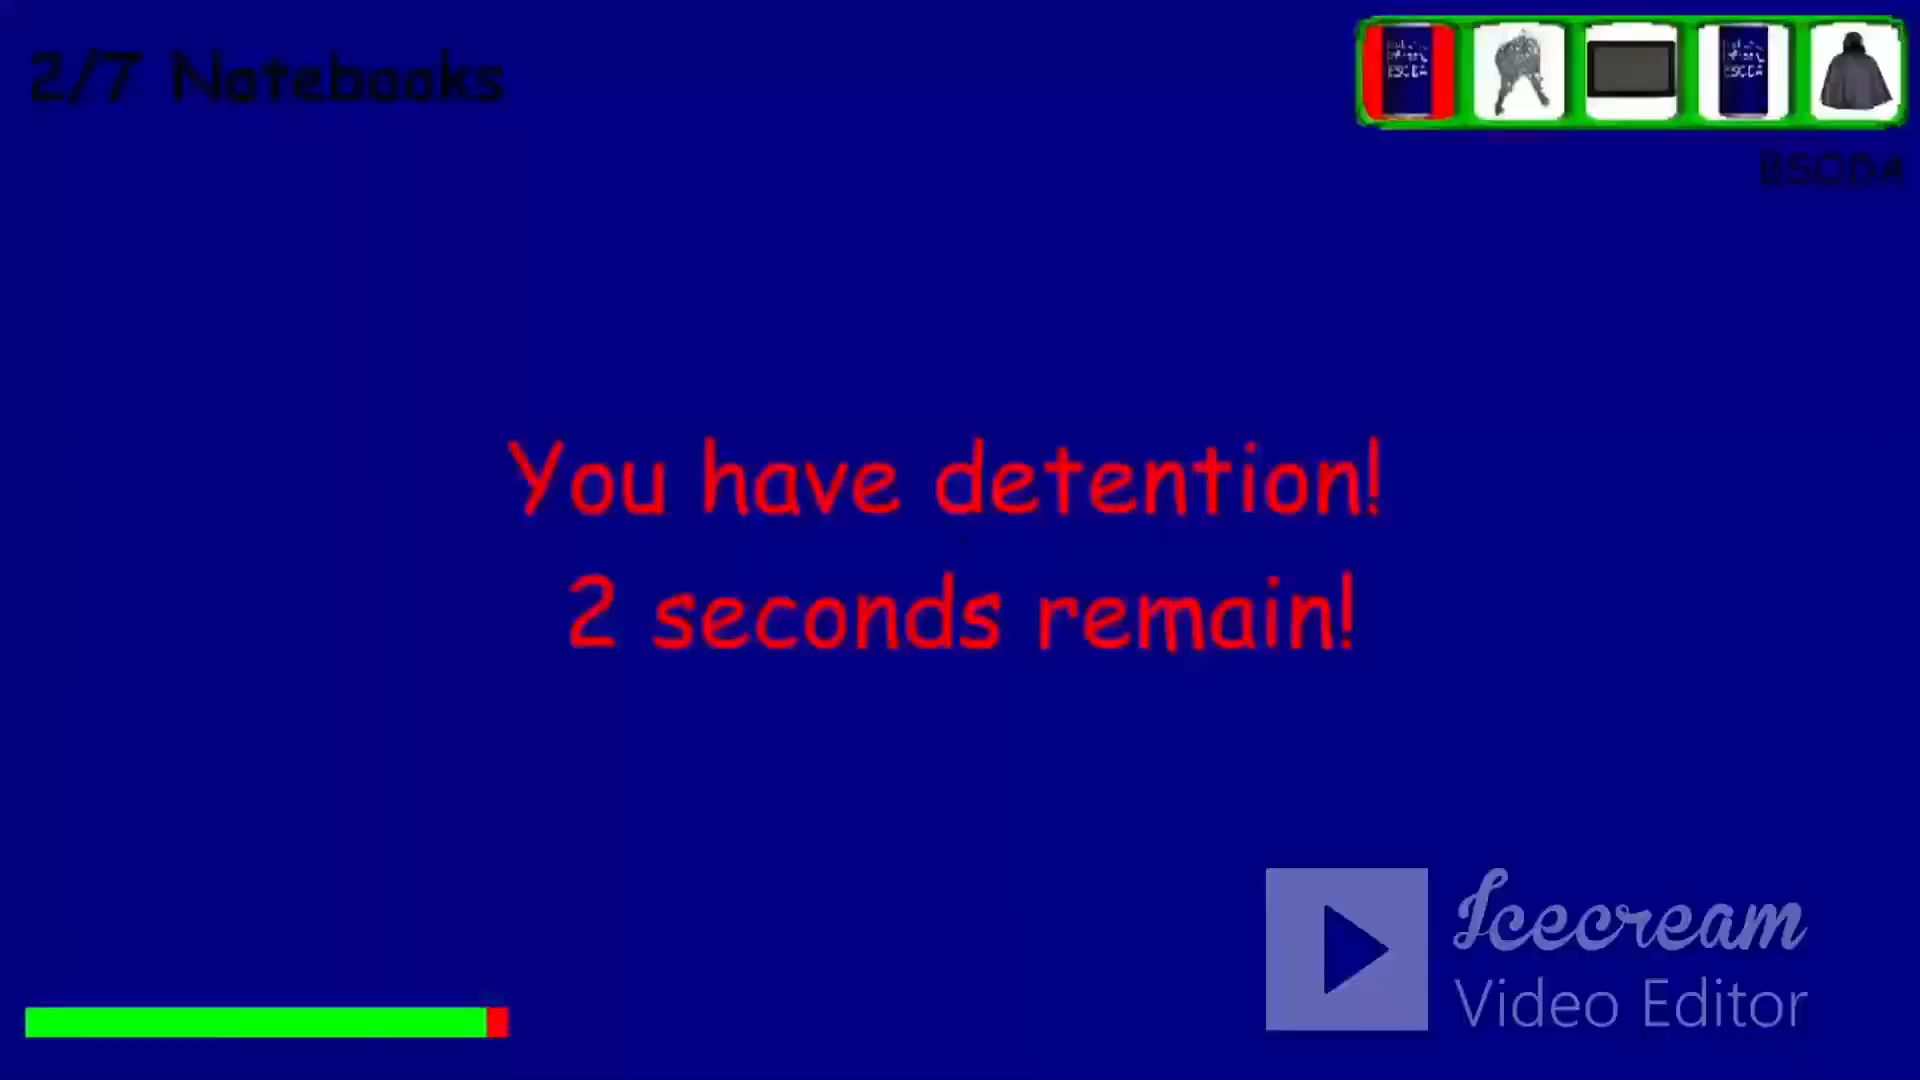 2/7 Notebooks
BSODA
You have detention!
2 seconds remain!
Icecream
Video Editor